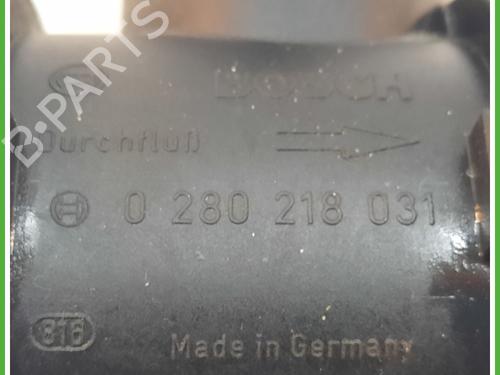 B-PARTS
BOSCH
Durchfluß
0 280 218 031
816
Made in Germany